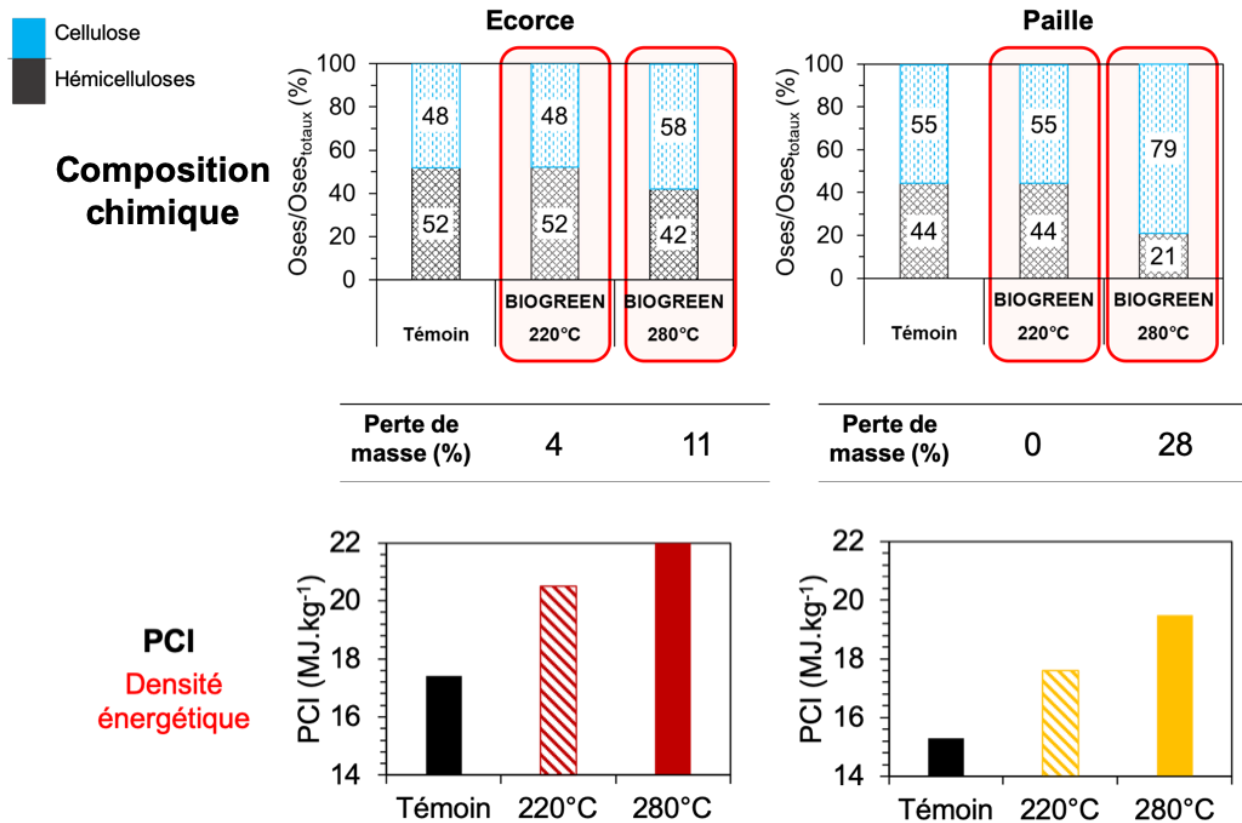 Cellulose
Hémicelluloses
Composition
chimique
Ecorce
Oses/Oses totaux (%)
100
80
60
40
20
0
48
52
48
52
58
42
Témoin
BIOGREEN
220°C
BIOGREEN
280°C
Paille
Oses/Oses totaux (%)
100
80
60
40
20
0
55
44
55
44
79
21
Témoin
BIOGREEN
220°C
BIOGREEN
280°C
Perte de
masse (%)
4
11
Perte de
masse (%)
0
28
PCI
Densité
énergétique
PCI (MJ.kg⁻¹)
22
20
18
16
14
Témoin
220°C
280°C
PCI (MJ.kg⁻¹)
22
20
18
16
14
Témoin
220°C
280°C